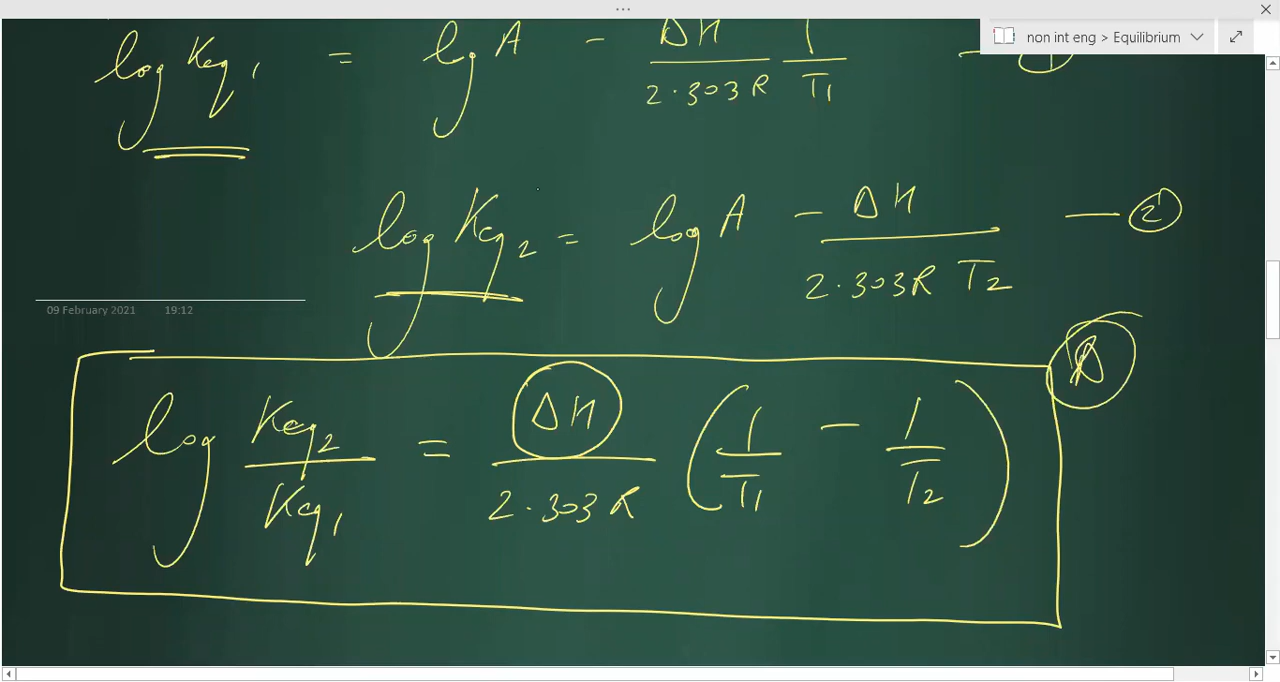 ...
non int eng > Equilibrium
log Keq₁ = log A - ΔH/2.303R 1/T₁ — ①
log Keq₂ = log A - ΔH/2.303R T₂ — ②
09 February 2021 19:12
log Keq₂/Keq₁ = ΔH/2.303R (1/T₁ - 1/T₂)